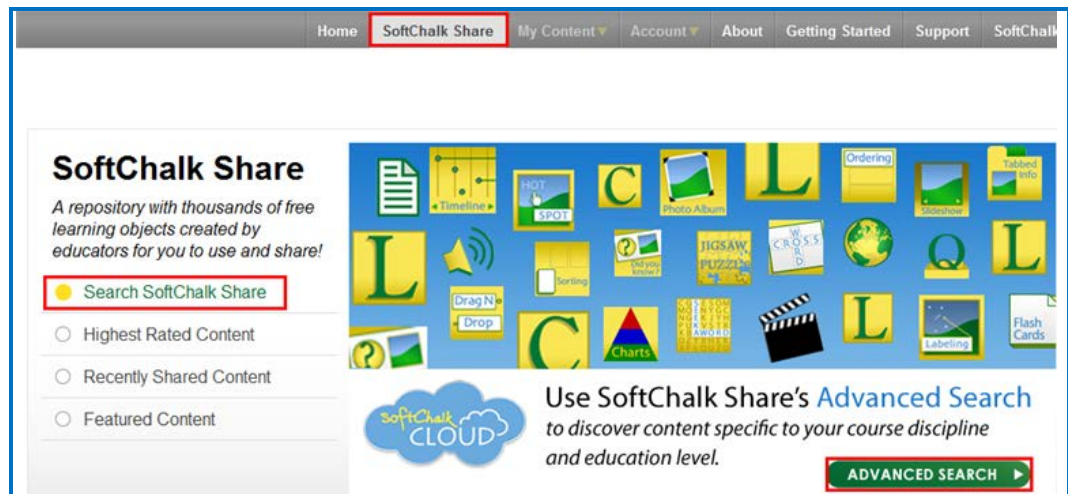 Home SoftChalk Share My Content Account About Getting Started Support SoftChalk
SoftChalk Share
A repository with thousands of free
learning objects created by
educators for you to use and share!
Search SoftChalk Share
Highest Rated Content
Recently Shared Content
Featured Content
Timeline
HOT
SPOT
C
Photo Album
L
Ordering
Slideshow
Tabbed
Info
L
Sorting
Did you
know?
JIGSAW
PUZZLE
CROSS
WORD
Q
L
Drag N
Drop
C
Charts
L
Labeling
Flash
Cards
softChalk
CLOUD
Use SoftChalk Share's Advanced Search
to discover content specific to your course discipline
and education level.
ADVANCED SEARCH